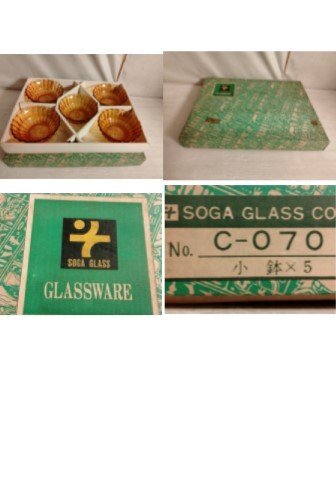 SOGA GLASS
GLASSWARE
SOGA GLASS CO
No. C-070
小鉢×5